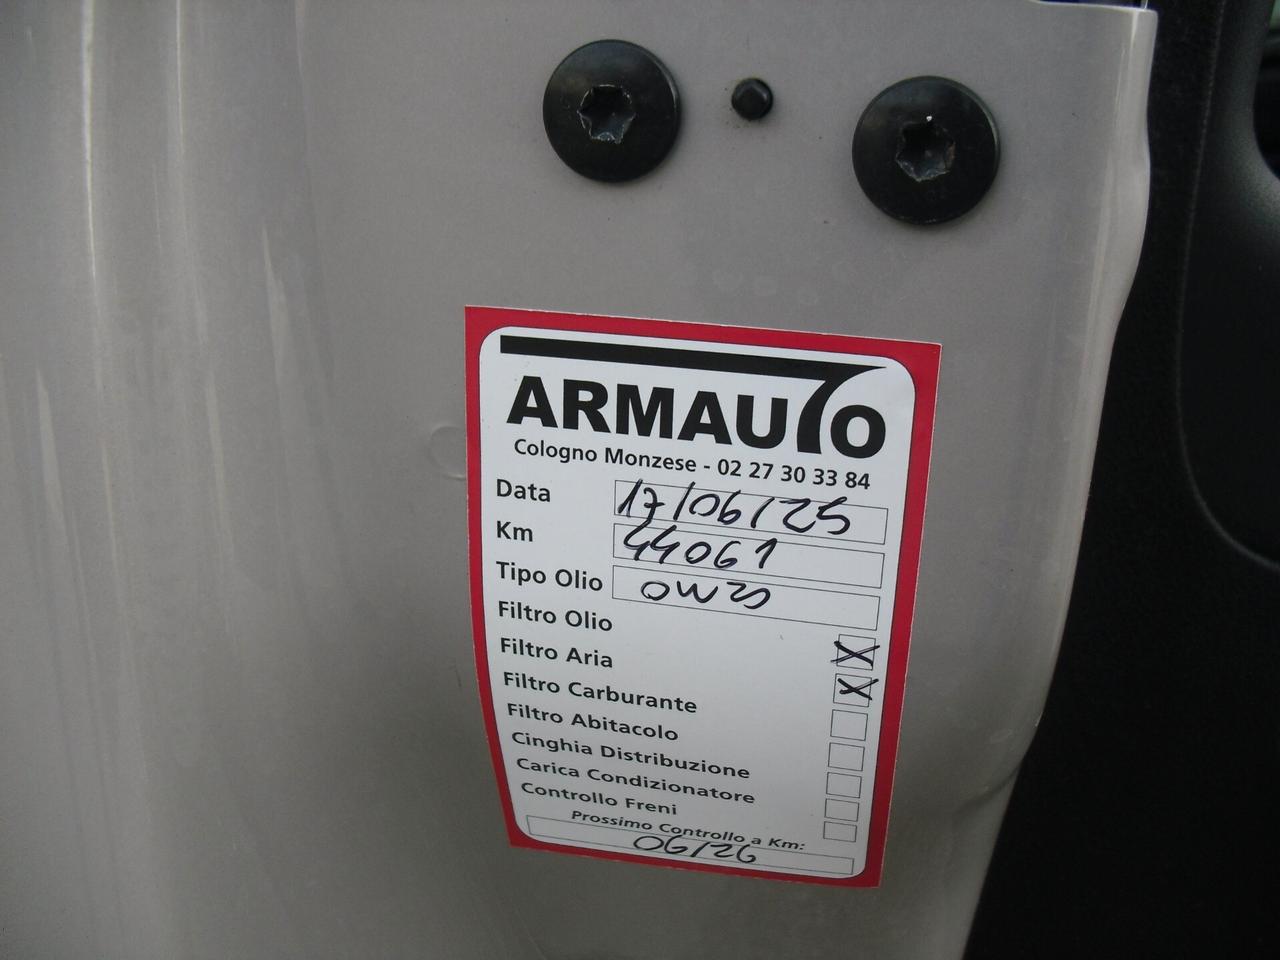 ARMAUTO
Cologno Monzese - 02 27 30 33 84
Data 17/06/25
Km 44061
Tipo Olio 0W20
Filtro Olio X
Filtro Aria X
Filtro Carburante
Filtro Abitacolo
Cinghia Distribuzione
Carica Condizionatore
Controllo Freni
Prossimo Controllo a Km:
06/26